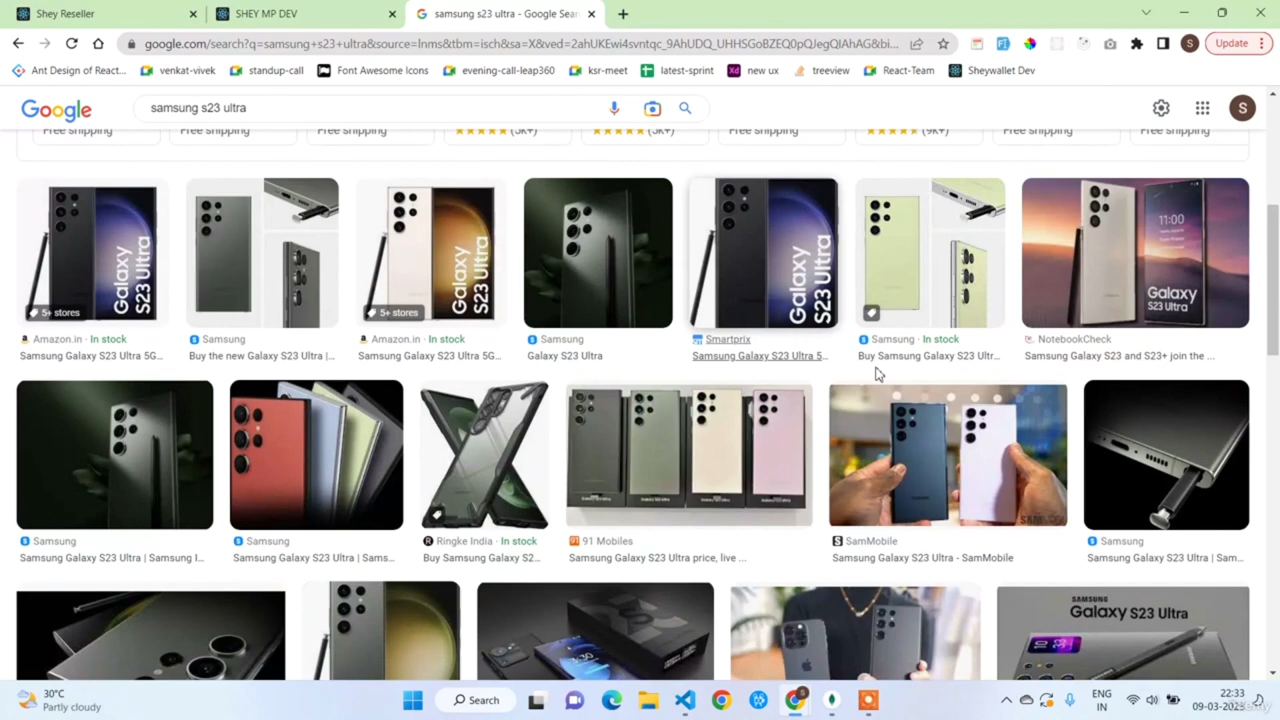 Shey Reseller
SHEY MP DEV
samsung s23 ultra - Google Sear
google.com/search?q=samsung+s23+ultra&source=lnms&tbm=isch&sa=X&ved=2ahUKEwi4svntqc_9AhUDQ_UHHSGoBZEQ0pQJegQIAhAG&bi...
Update
Ant Design of React...
venkat-vivek
standup-call
Font Awesome Icons
evening-call-leap360
ksr-meet
latest-sprint
new ux
treeview
React-Team
Sheywallet Dev
Google
samsung s23 ultra
S
Free shipping
Free shipping
Free shipping
(5K+)
(5K+)
Free shipping
(9K+)
Free shipping
Free shipping
Galaxy S23 Ultra
5+ stores
Galaxy S23 Ultra
5+ stores
Galaxy S23 Ultra
11:00
Galaxy
S23 Ultra
Amazon.in · In stock
Samsung Galaxy S23 Ultra 5G...
Samsung
Buy the new Galaxy S23 Ultra |...
Amazon.in · In stock
Samsung Galaxy S23 Ultra 5G...
Samsung
Galaxy S23 Ultra
Smartprix
Samsung Galaxy S23 Ultra 5...
Samsung · In stock
Buy Samsung Galaxy S23 Ultr...
NotebookCheck
Samsung Galaxy S23 and S23+ join the ...
Samsung
Samsung Galaxy S23 Ultra | Samsung I...
Samsung
Samsung Galaxy S23 Ultra | Sams...
Ringke India · In stock
Buy Samsung Galaxy S2...
91 Mobiles
Samsung Galaxy S23 Ultra price, live ...
SamMobile
Samsung Galaxy S23 Ultra - SamMobile
Samsung
Samsung Galaxy S23 Ultra | Sam...
SAMSUNG
Galaxy S23 Ultra
30°C
Partly cloudy
Search
ENG
IN
22:33
09-03-2023